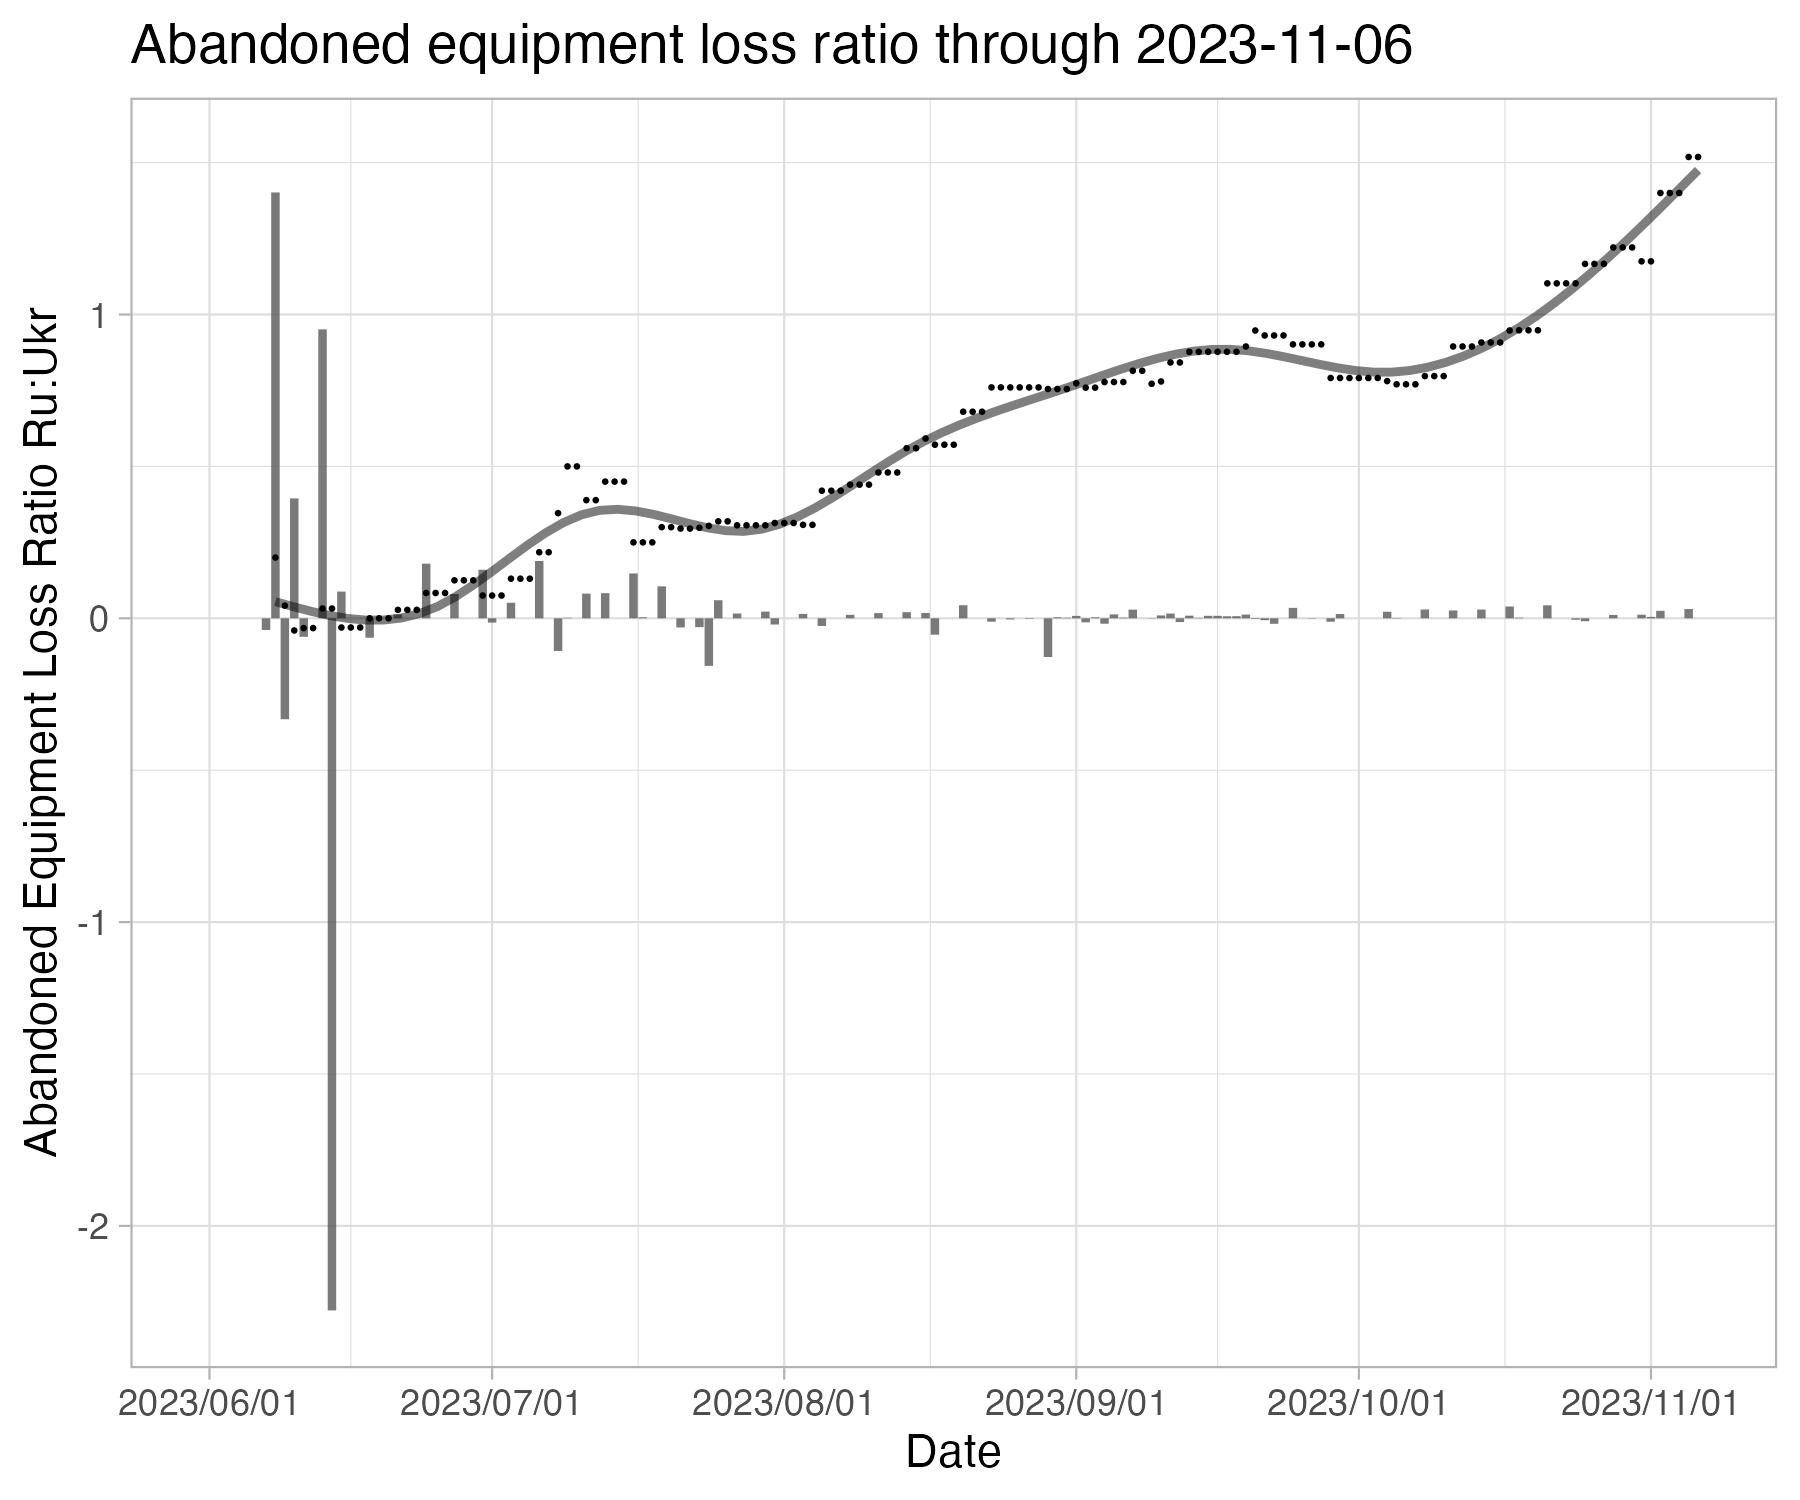 Abandoned equipment loss ratio through 2023-11-06
Abandoned Equipment Loss Ratio Ru:Ukr
1
0
-1
-2
2023/06/01 2023/07/01 2023/08/01 2023/09/01 2023/10/01 2023/11/01
Date